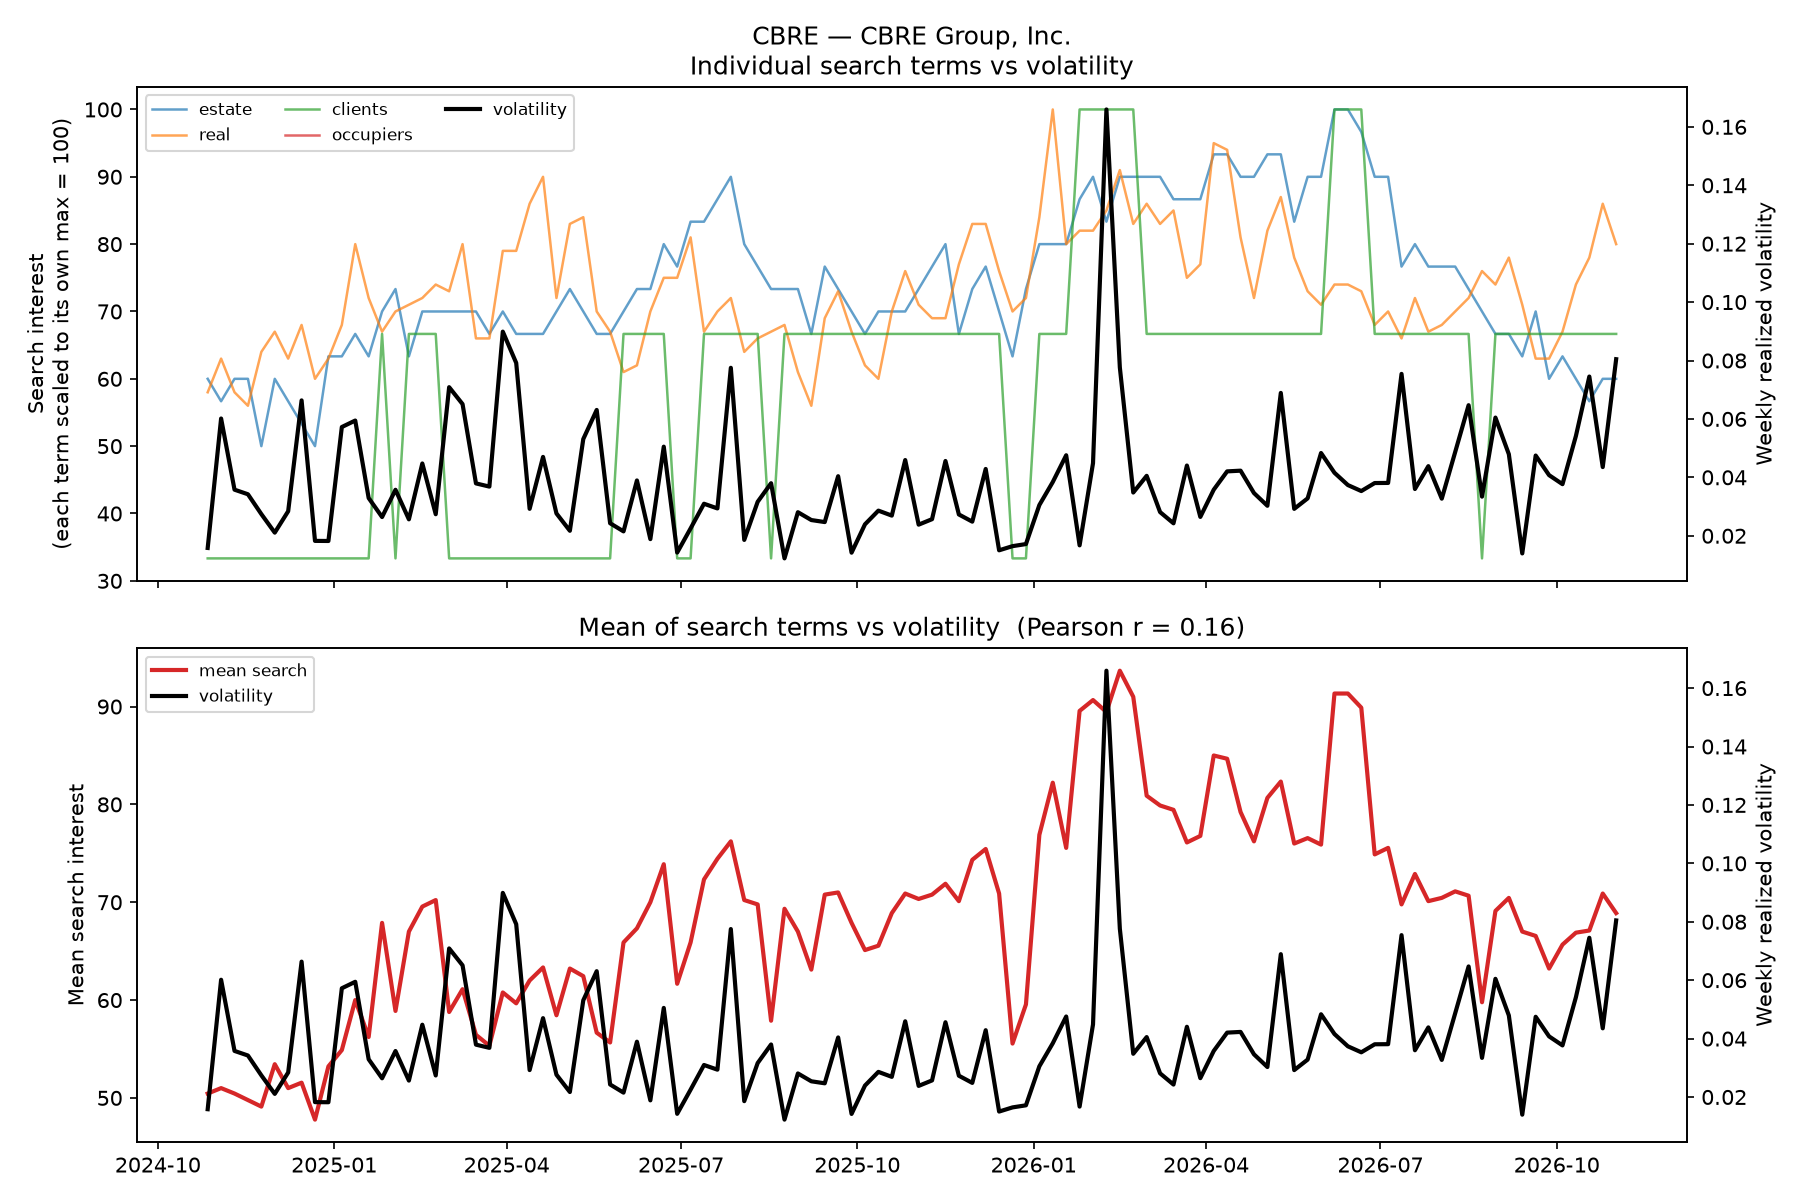 CBRE — CBRE Group, Inc.
Individual search terms vs volatility
estate
real
clients
occupiers
volatility
Search interest
(each term scaled to its own max = 100)
100
90
80
70
60
50
40
30
0.16
0.14
0.12
0.10
0.08
0.06
0.04
0.02
Weekly realized volatility
Mean of search terms vs volatility (Pearson r = 0.16)
mean search
volatility
Mean search interest
90
80
70
60
50
0.16
0.14
0.12
0.10
0.08
0.06
0.04
0.02
Weekly realized volatility
2024-10
2025-01
2025-04
2025-07
2025-10
2026-01
2026-04
2026-07
2026-10